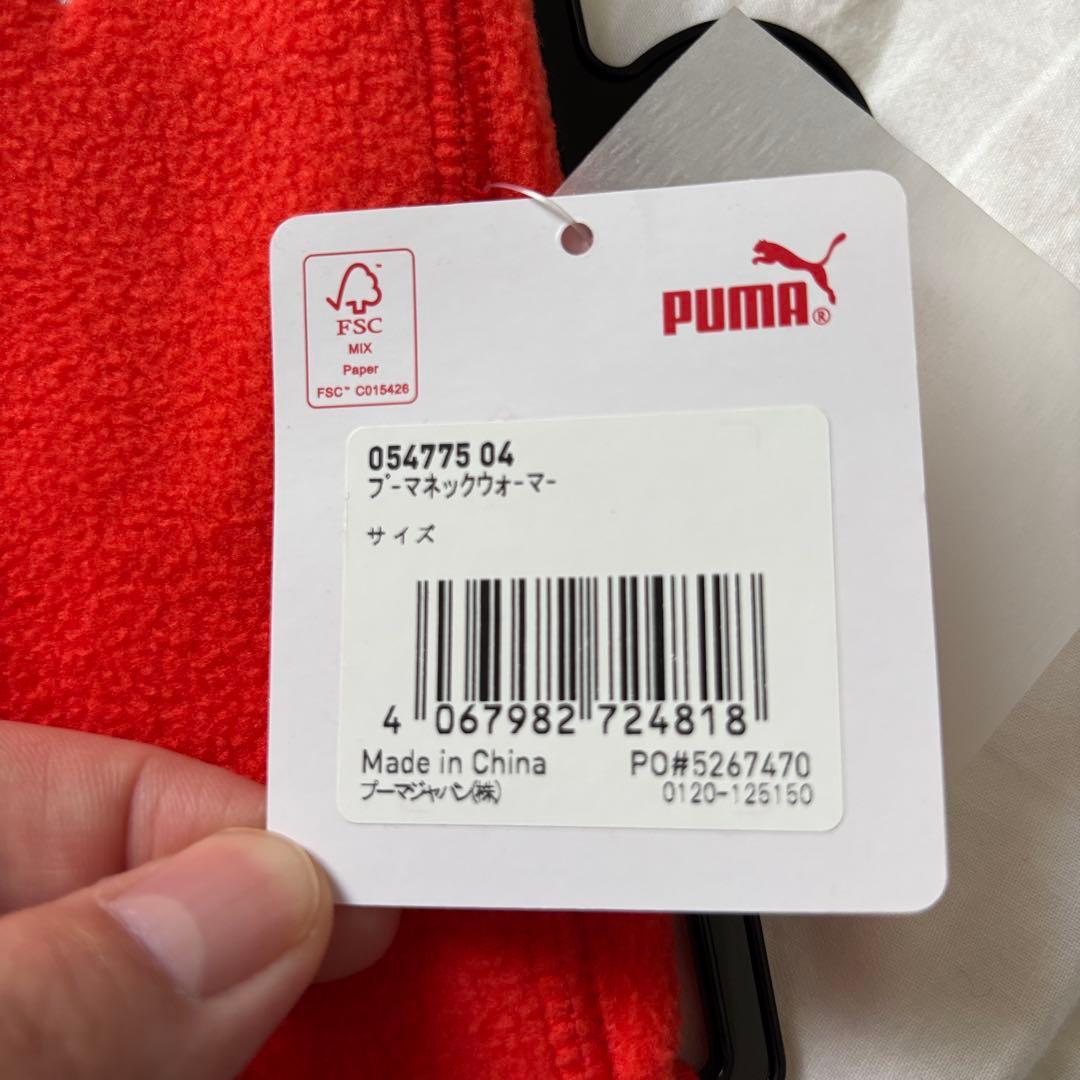 FSC
MIX
Paper
FSC™ C015426
PUMA®
054775 04
プーマネックウォーマー
サイズ
4 067982 724818
Made in China
PO#5267470
プーマジャパン(株)
0120-125150